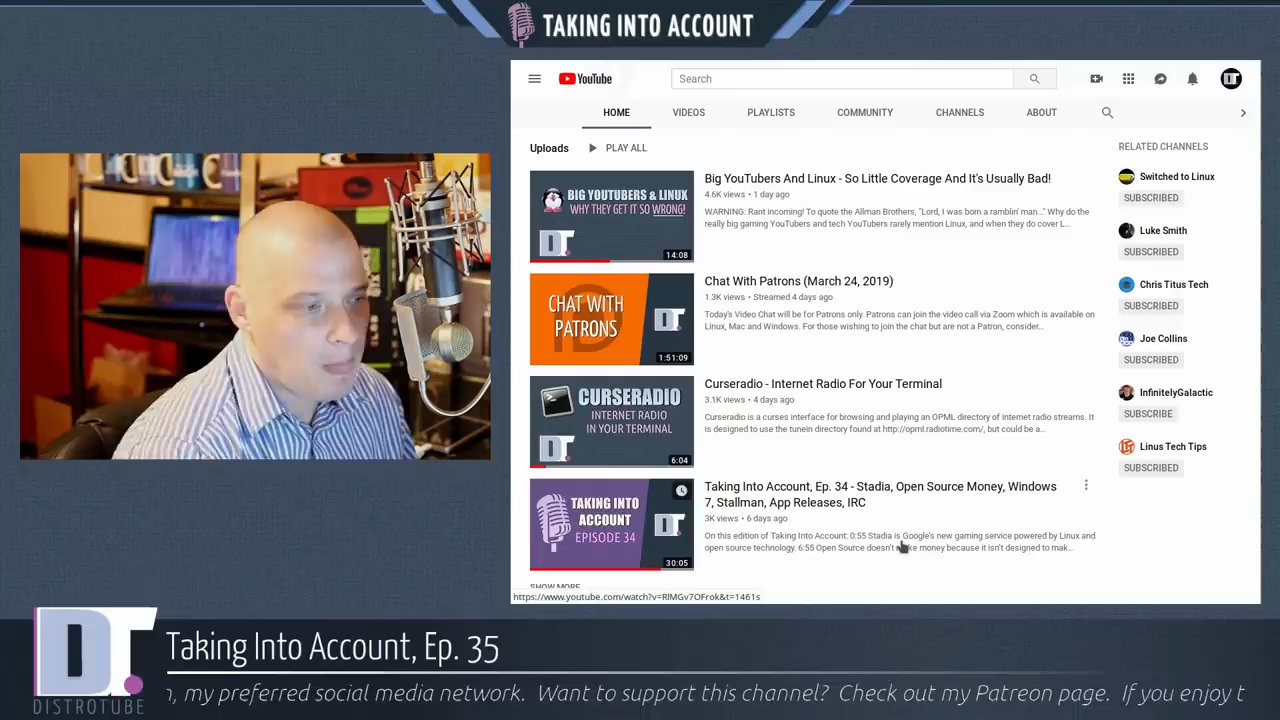 TAKING INTO ACCOUNT
YouTube
Search
DT
HOME
VIDEOS
PLAYLISTS
COMMUNITY
CHANNELS
ABOUT
Uploads
PLAY ALL
BIG YOUTUBERS & LINUX
WHY THEY GET IT SO WRONG!
DT
14:08
Big YouTubers And Linux - So Little Coverage And It's Usually Bad!
4.6K views • 1 day ago
WARNING: Rant incoming! To quote the Allman Brothers, "Lord, I was born a ramblin' man..." Why do the
really big gaming YouTubers and tech YouTubers rarely mention Linux, and when they do cover L...
CHAT WITH
PATRONS
DT
1:51:09
Chat With Patrons (March 24, 2019)
1.3K views • Streamed 4 days ago
Today's Video Chat will be for Patrons only. Patrons can join the video call via Zoom which is available on
Linux, Mac and Windows. For those wishing to join the chat but are not a Patron, consider...
CURSERADIO
INTERNET RADIO
IN YOUR TERMINAL
DT
6:04
Curseradio - Internet Radio For Your Terminal
3.1K views • 4 days ago
Curseradio is a curses interface for browsing and playing an OPML directory of internet radio streams. It
is designed to use the tunein directory found at http://opml.radiotime.com/, but could be a...
TAKING INTO
ACCOUNT
EPISODE 34
DT
30:05
Taking Into Account, Ep. 34 - Stadia, Open Source Money, Windows
7, Stallman, App Releases, IRC
3K views • 6 days ago
On this edition of Taking Into Account: 0:55 Stadia is Google's new gaming service powered by Linux and
open source technology. 6:55 Open Source doesn't money because it isn't designed to mak...
SHOW MORE
https://www.youtube.com/watch?v=RlMGv7OFrok&t=1461s
RELATED CHANNELS
Switched to Linux
SUBSCRIBED
Luke Smith
SUBSCRIBED
Chris Titus Tech
SUBSCRIBED
Joe Collins
SUBSCRIBED
InfinitelyGalactic
SUBSCRIBE
Linus Tech Tips
SUBSCRIBED
DT
DISTROTUBE
Taking Into Account, Ep. 35
, my preferred social media network. Want to support this channel? Check out my Patreon page. If you enjoy t